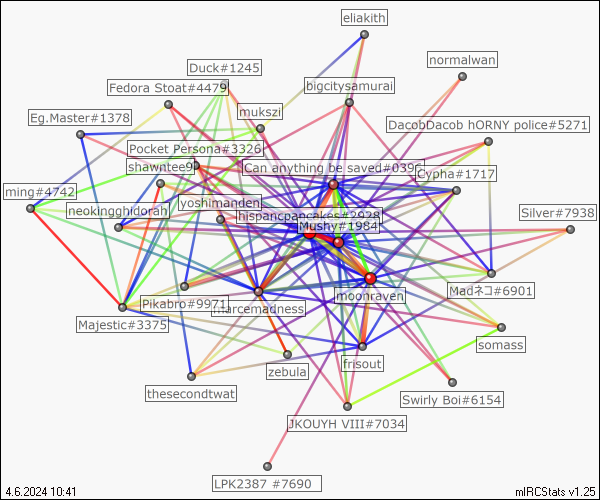 eliakith
normalwan
Duck#1245
Fedora Stoat#4479
bigcitysamurai
mukszi
Eg.Master#1378
DacobDacob hORNY police#5271
Pocket Persona#3326
shawntee9
Can anything be saved#039
Cypha#1717
ming#4742
neokingghidorah
yoshimanden
hispancpancakes#2928
Mushy#1984
Silver#7938
Pikabro#9971
marcemadness
moonraven
Madネコ#6901
Majestic#3375
somass
zebula
frisout
thesecondtwat
Swirly Boi#6154
JKOUYH VIII#7034
LPK2387 #7690
4.6.2024 10:41
mIRCStats v1.25